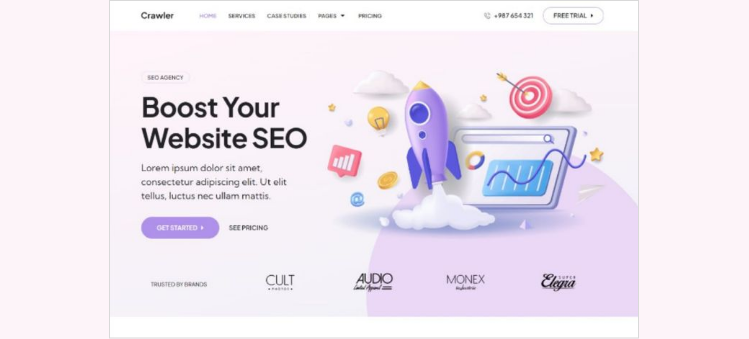 Crawler HOME SERVICES CASE STUDIES PAGES PRICING +987 654 321 FREE TRIAL
SEO AGENCY
Boost Your
Website SEO
Lorem ipsum dolor sit amet,
consectetur adipiscing elit. Ut elit
tellus, luctus nec ullam mattis.
GET STARTED SEE PRICING
TRUSTED BY BRANDS
CULT
PHOTOS
AUDIO
MONEX
SUPER
Elegra